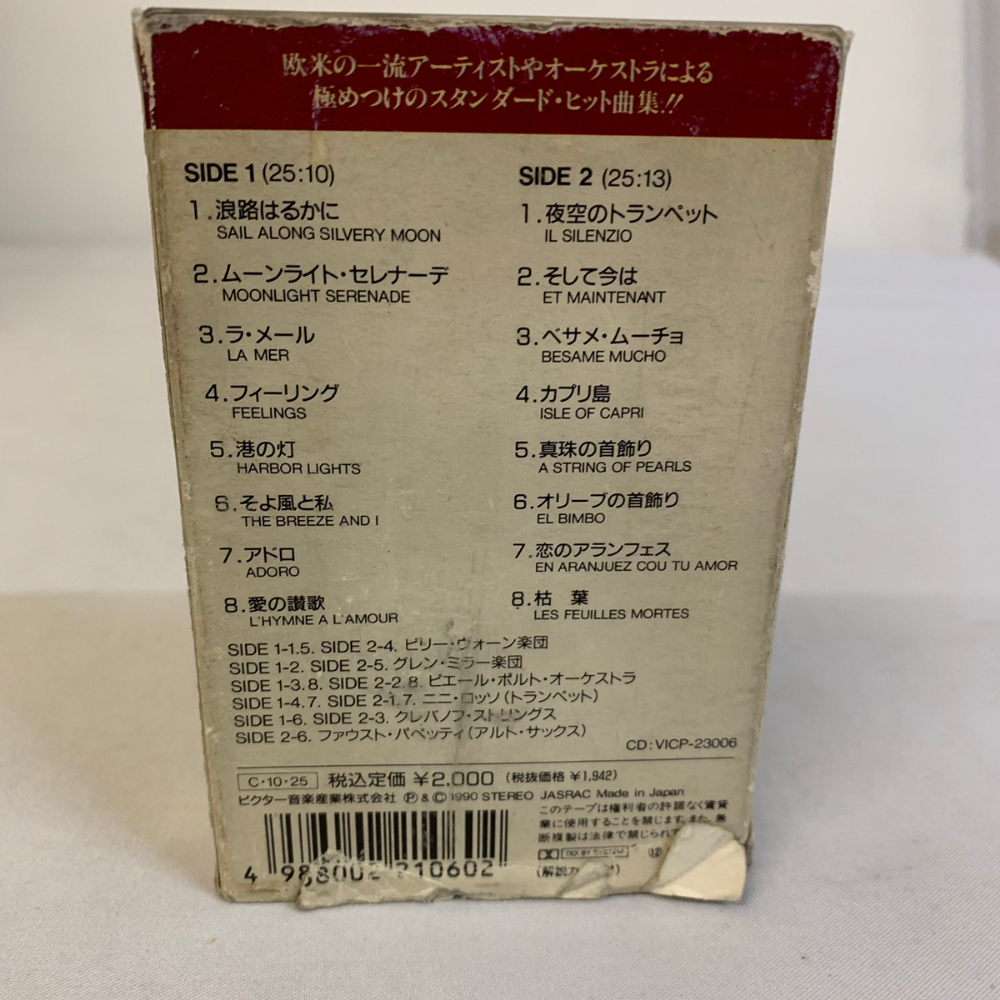 欧米の一流アーティストやオーケストラによる
極めつけのスタンダード・ヒット曲集!!
SIDE 1 (25:10)
1.浪路はるかに
SAIL ALONG SILVERY MOON
2.ムーンライト・セレナーデ
MOONLIGHT SERENADE
3.ラ・メール
LA MER
4.フィーリング
FEELINGS
5.港の灯
HARBOR LIGHTS
6.そよ風と私
THE BREEZE AND I
7.アドロ
ADORO
8.愛の讃歌
L'HYMNE A L'AMOUR
SIDE 2 (25:13)
1.夜空のトランペット
IL SILENZIO
2.そして今は
ET MAINTENANT
3.ベサメ・ムーチョ
BESAME MUCHO
4.カプリ島
ISLE OF CAPRI
5.真珠の首飾り
A STRING OF PEARLS
6.オリーブの首飾り
EL BIMBO
7.恋のアランフェス
EN ARANJUEZ COU TU AMOR
8.枯 葉
LES FEUILLES MORTES
SIDE 1-1.5. SIDE 2-4. ビリー・ヴォーン楽団
SIDE 1-2. SIDE 2-5. グレン・ミラー楽団
SIDE 1-3.8. SIDE 2-2.8. ピエール・ポルト・オーケストラ
SIDE 1-4.7. SIDE 2-1.7. ニニ・ロッソ(トランペット)
SIDE 1-6. SIDE 2-3. クレバノフ・ストリングス
SIDE 2-6. ファウスト・パペッティ(アルト・サックス)
CD:VICP-23006
C・10・25 税込定価 ¥2,000 (税抜価格 ¥1,942)
ビクター音楽産業株式会社 Ⓟ&Ⓒ 1990 STEREO JASRAC Made in Japan
このテープは権利者の許諾なく賃貸
業に使用することを禁じます。また、無
断複製は法律で禁じられて
DOLBY SYSTEM
(解説カ
4 988002 210602